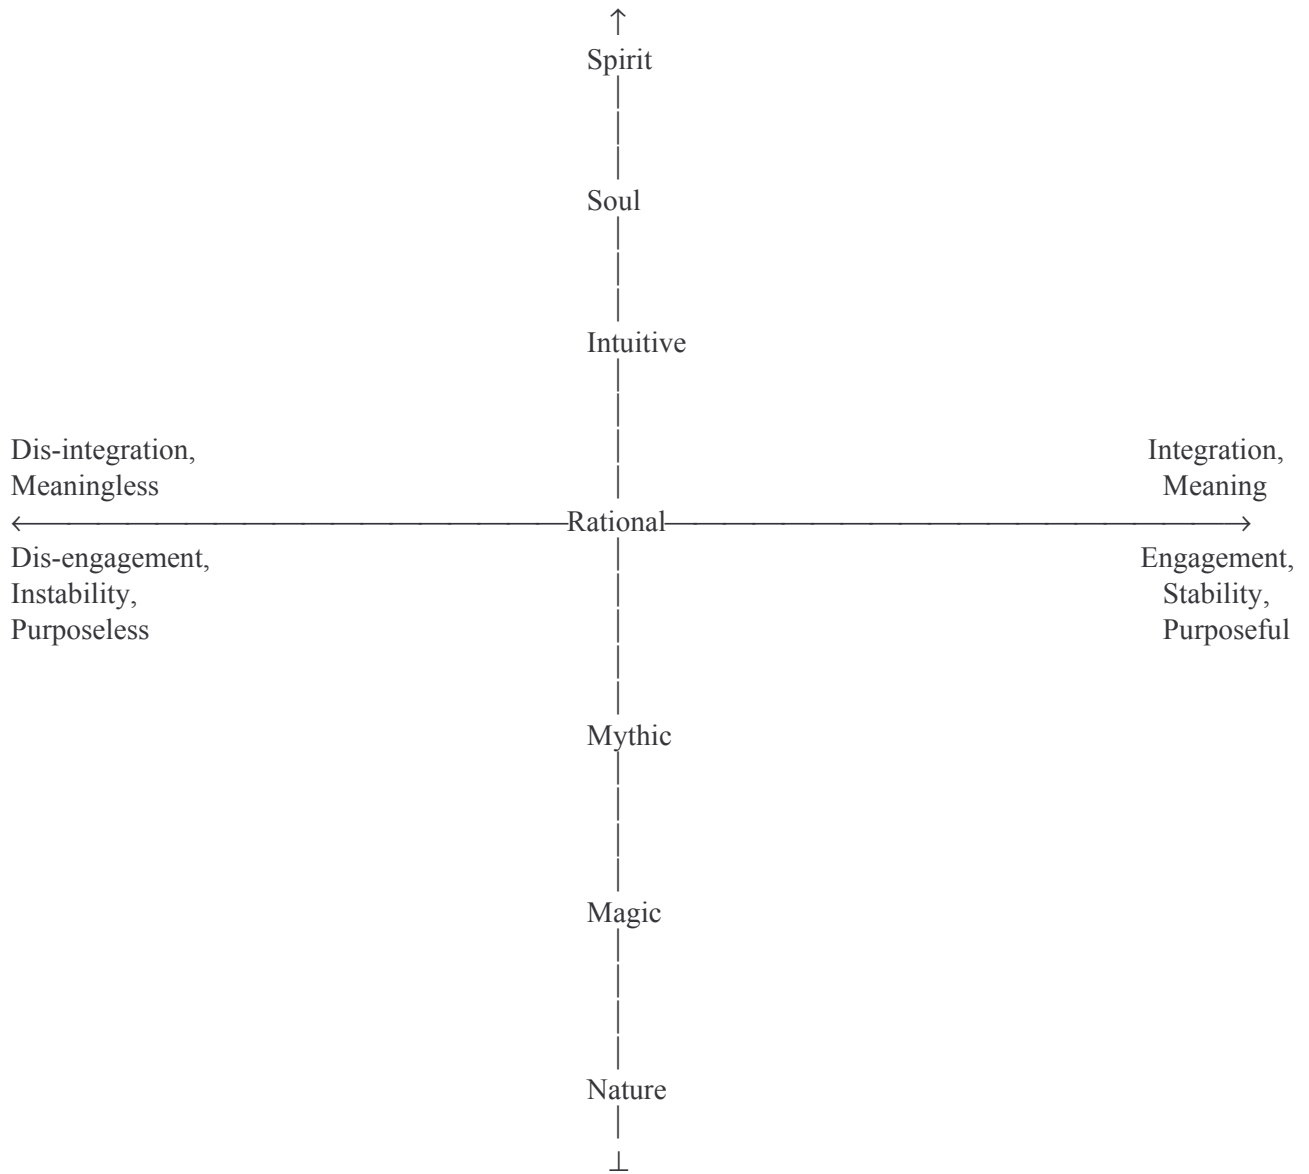 Spirit
Soul
Intuitive
Dis-integration,
Meaningless
Integration,
Meaning
Rational
Dis-engagement,
Instability,
Purposeless
Engagement,
Stability,
Purposeful
Mythic
Magic
Nature